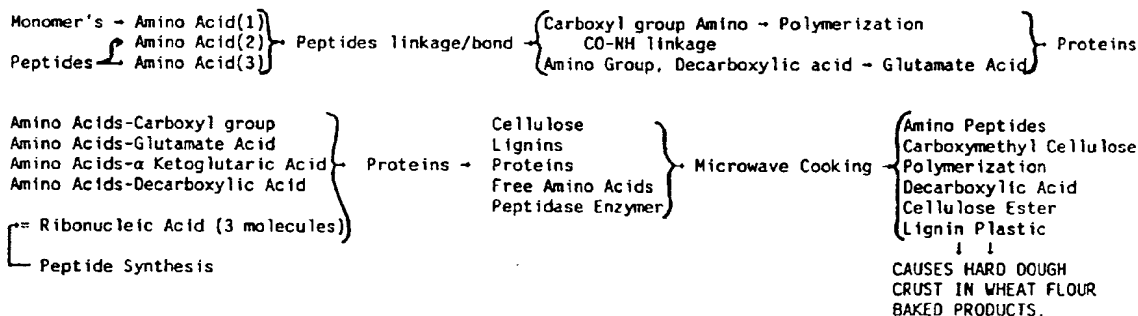 Monomer's → Amino Acid(1)
Amino Acid(2)
Peptides Amino Acid(3)
→ Peptides linkage/bond →
Carboxyl group Amino → Polymerization
CO-NH linkage
Amino Group, Decarboxylic acid → Glutamate Acid
→ Proteins
Amino Acids-Carboxyl group
Amino Acids-Glutamate Acid
Amino Acids-α Ketoglutaric Acid
Amino Acids-Decarboxylic Acid
= Ribonucleic Acid (3 molecules)
Peptide Synthesis
→ Proteins →
Cellulose
Lignins
Proteins
Free Amino Acids
Peptidase Enzymer
→ Microwave Cooking →
Amino Peptides
Carboxymethyl Cellulose
Polymerization
Decarboxylic Acid
Cellulose Ester
Lignin Plastic
↓ ↓
CAUSES HARD DOUGH
CRUST IN WHEAT FLOUR
BAKED PRODUCTS.